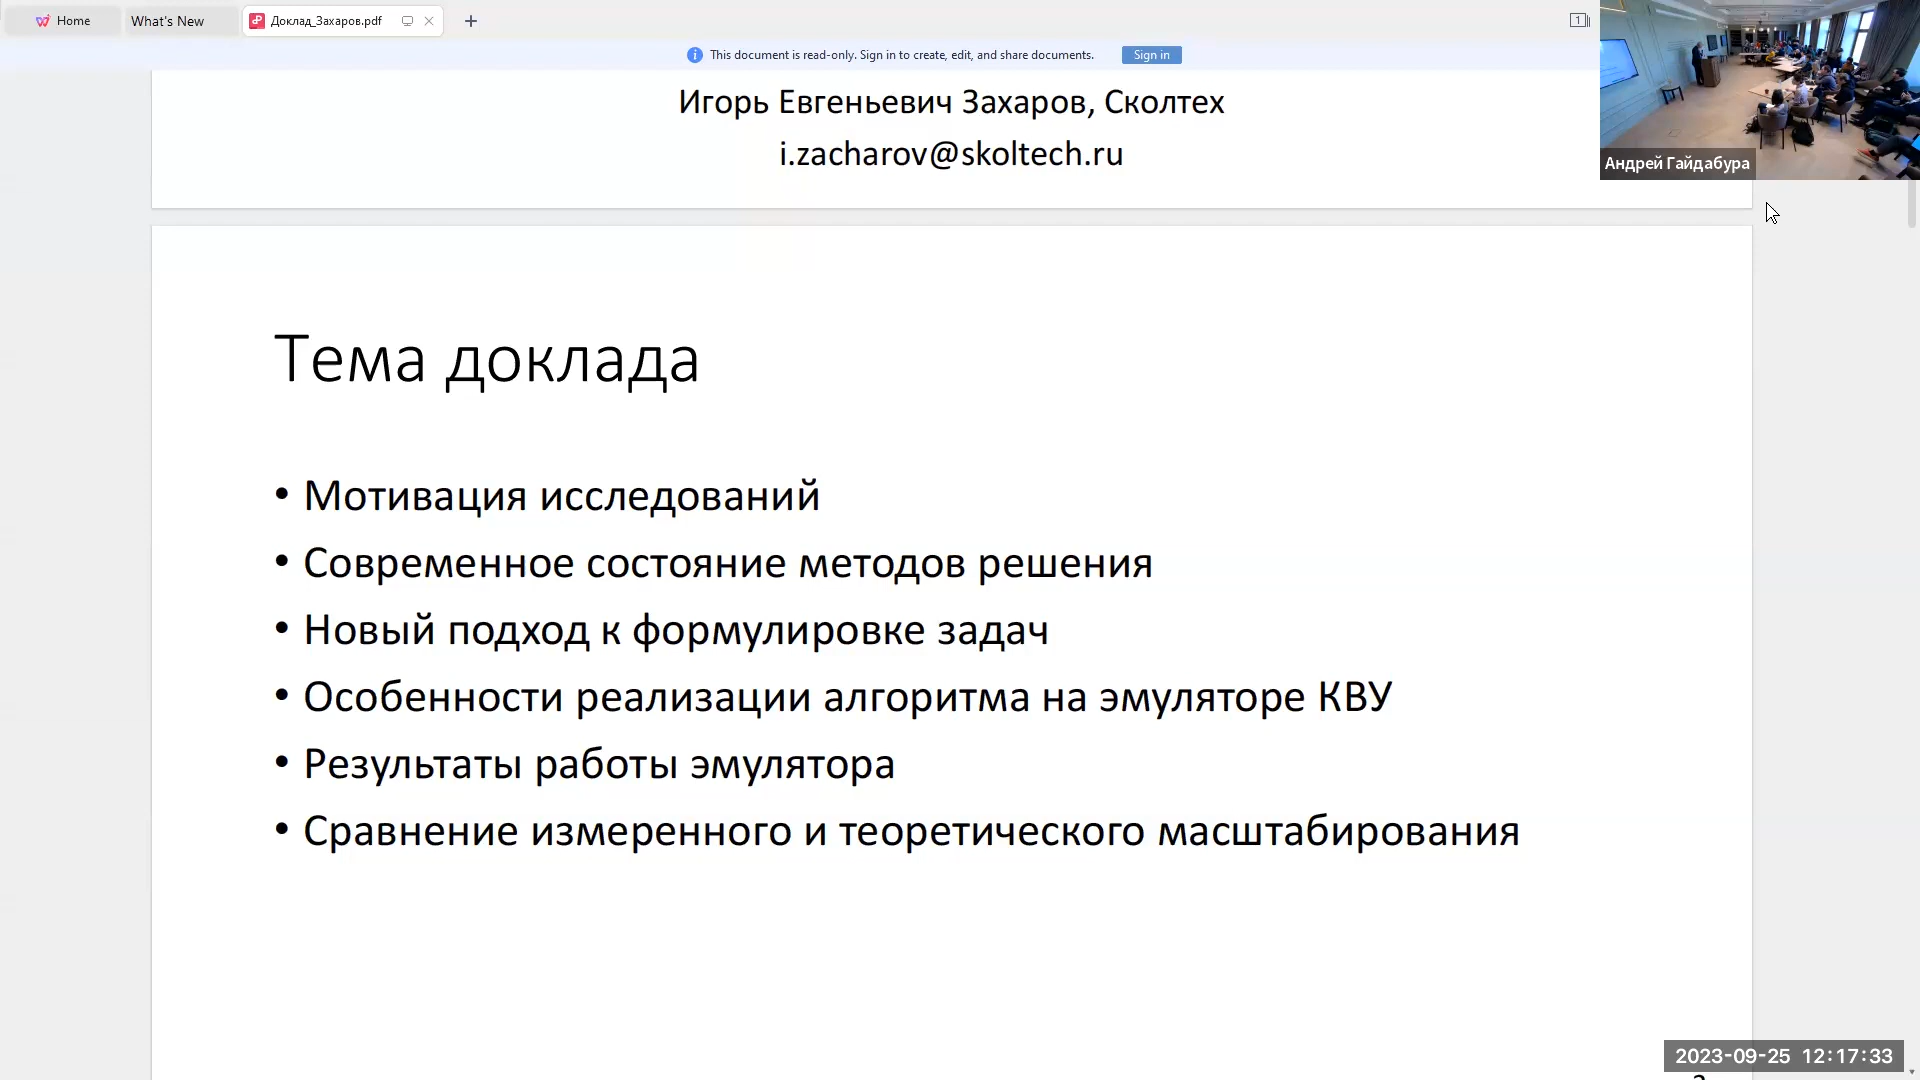 Home
What's New
Доклад_Захаров.pdf
This document is read-only. Sign in to create, edit, and share documents.
Sign in
Игорь Евгеньевич Захаров, Сколтех
i.zacharov@skoltech.ru
Андрей Гайдабура
Тема доклада
• Мотивация исследований
• Современное состояние методов решения
• Новый подход к формулировке задач
• Особенности реализации алгоритма на эмуляторе КВУ
• Результаты работы эмулятора
• Сравнение измеренного и теоретического масштабирования
2023-09-25 12:17:33